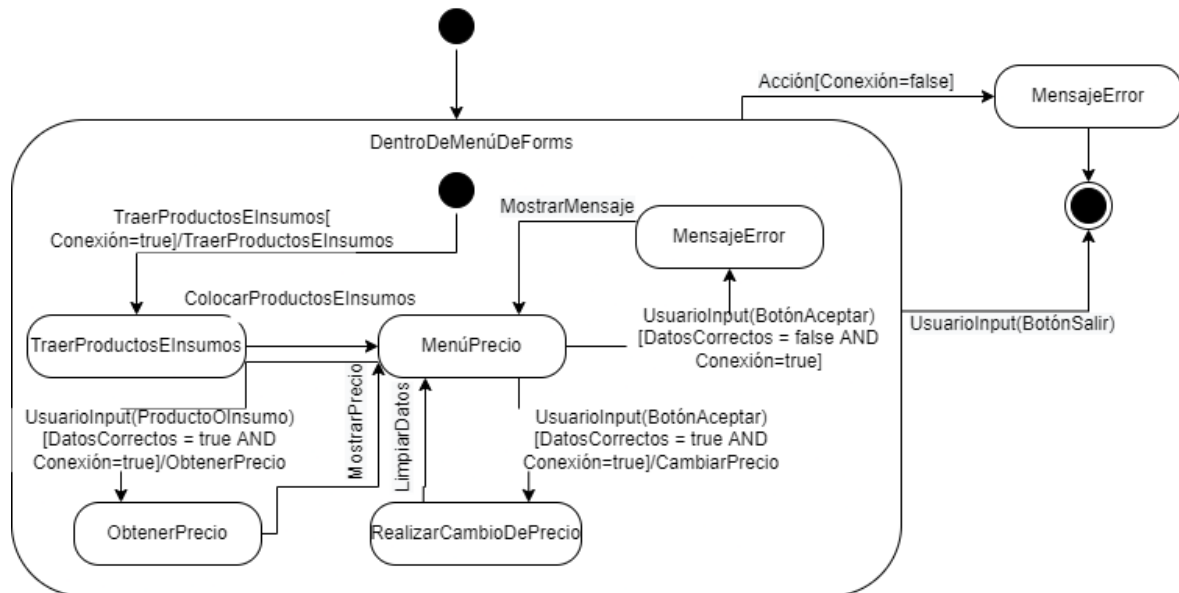 Acción[Conexión=false]
MensajeError
DentroDeMenúDeForms
TraerProductosEInsumos[
Conexión=true]/TraerProductosEInsumos
MostrarMensaje
MensajeError
ColocarProductosEInsumos
TraerProductosEInsumos
MenúPrecio
UsuarioInput(BotónAceptar)
[DatosCorrectos = false AND
Conexión=true]
UsuarioInput(BotónSalir)
UsuarioInput(ProductoOInsumo)
[DatosCorrectos = true AND
Conexión=true]/ObtenerPrecio
MostrarPrecio
LimpiarDatos
UsuarioInput(BotónAceptar)
[DatosCorrectos = true AND
Conexión=true]/CambiarPrecio
ObtenerPrecio
RealizarCambioDePrecio